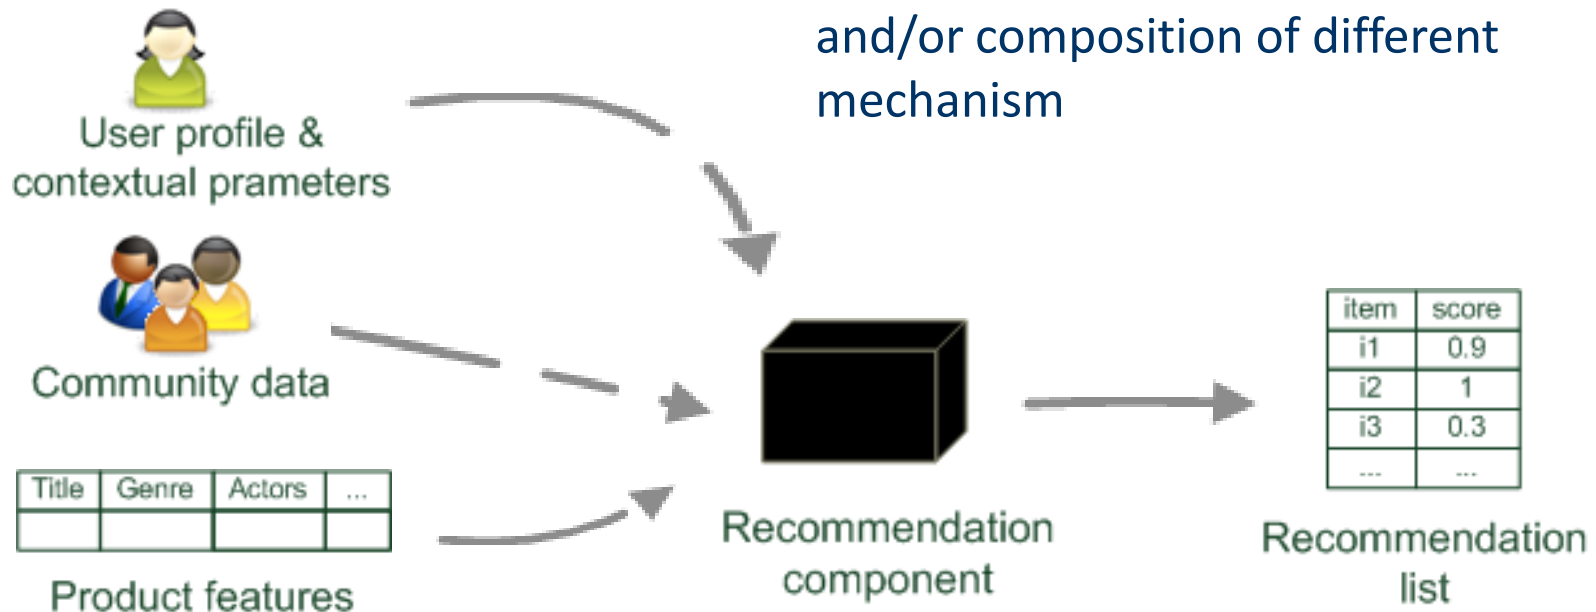 and/or composition of different
mechanism
User profile &
contextual prameters
Community data
Title Genre Actors ...
Product features
Recommendation
component
item score
i1 0.9
i2 1
i3 0.3
... ...
Recommendation
list